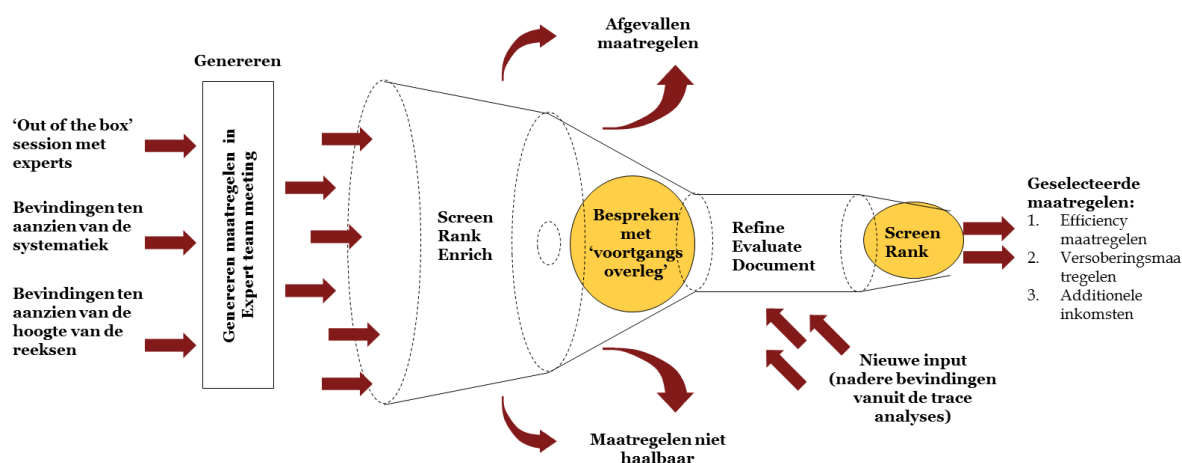 Genereren
'Out of the box'
session met
experts
Bevindingen ten
aanzien van de
systematiek
Bevindingen ten
aanzien van de
hoogte van de
reeksen
Genereren maatregelen in
Expert team meeting
Screen
Rank
Enrich
Afgevallen
maatregelen
Bespreken
met
'voortgangs
overleg'
Maatregelen niet
haalbaar
Refine
Evaluate
Document
Nieuwe input
(nadere bevindingen
vanuit de trace
analyses)
Screen
Rank
Geselecteerde
maatregelen:
1. Efficiency
maatregelen
2. Versoberingsmaa
tregelen
3. Additionele
inkomsten